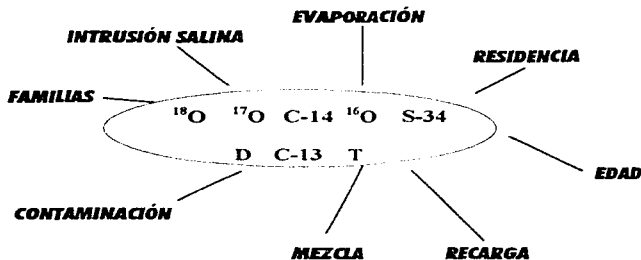 EVAPORACIÓN
INTRUSIÓN SALINA
RESIDENCIA
FAMILIAS
¹⁸O ¹⁷O C-14 ¹⁶O S-34
D C-13 T
EDAD
CONTAMINACIÓN
MEZCLA
RECARGA